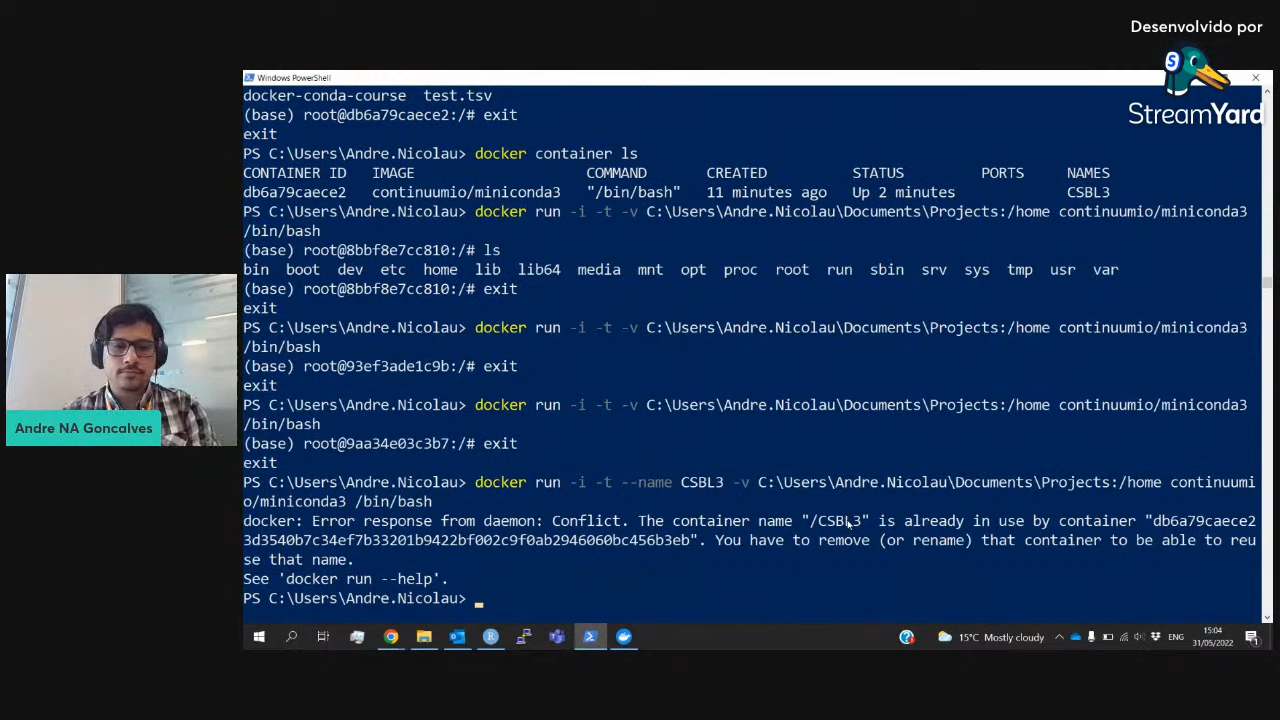 Desenvolvido por
StreamYard
Windows PowerShell
docker-conda-course  test.tsv
(base) root@db6a79caece2:/# exit
exit
PS C:\Users\Andre.Nicolau> docker container ls
CONTAINER ID   IMAGE                    COMMAND       CREATED          STATUS         PORTS     NAMES
db6a79caece2   continuumio/miniconda3   "/bin/bash"   11 minutes ago   Up 2 minutes             CSBL3
PS C:\Users\Andre.Nicolau> docker run -i -t -v C:\Users\Andre.Nicolau\Documents\Projects:/home continuumio/miniconda3
/bin/bash
(base) root@8bbf8e7cc810:/# ls
bin  boot  dev  etc  home  lib  lib64  media  mnt  opt  proc  root  run  sbin  srv  sys  tmp  usr  var
(base) root@8bbf8e7cc810:/# exit
exit
PS C:\Users\Andre.Nicolau> docker run -i -t -v C:\Users\Andre.Nicolau\Documents\Projects:/home continuumio/miniconda3
/bin/bash
(base) root@93ef3ade1c9b:/# exit
exit
PS C:\Users\Andre.Nicolau> docker run -i -t -v C:\Users\Andre.Nicolau\Documents\Projects:/home continuumio/miniconda3
/bin/bash
(base) root@9aa34e03c3b7:/# exit
exit
PS C:\Users\Andre.Nicolau> docker run -i -t --name CSBL3 -v C:\Users\Andre.Nicolau\Documents\Projects:/home continuumi
o/miniconda3 /bin/bash
docker: Error response from daemon: Conflict. The container name "/CSBL3" is already in use by container "db6a79caece2
3d3540b7c34ef7b33201b9422bf002c9f0ab2946060bc456b3eb". You have to remove (or rename) that container to be able to reu
se that name.
See 'docker run --help'.
PS C:\Users\Andre.Nicolau>
Andre NA Goncalves
15°C Mostly cloudy
ENG
15:04
31/05/2022